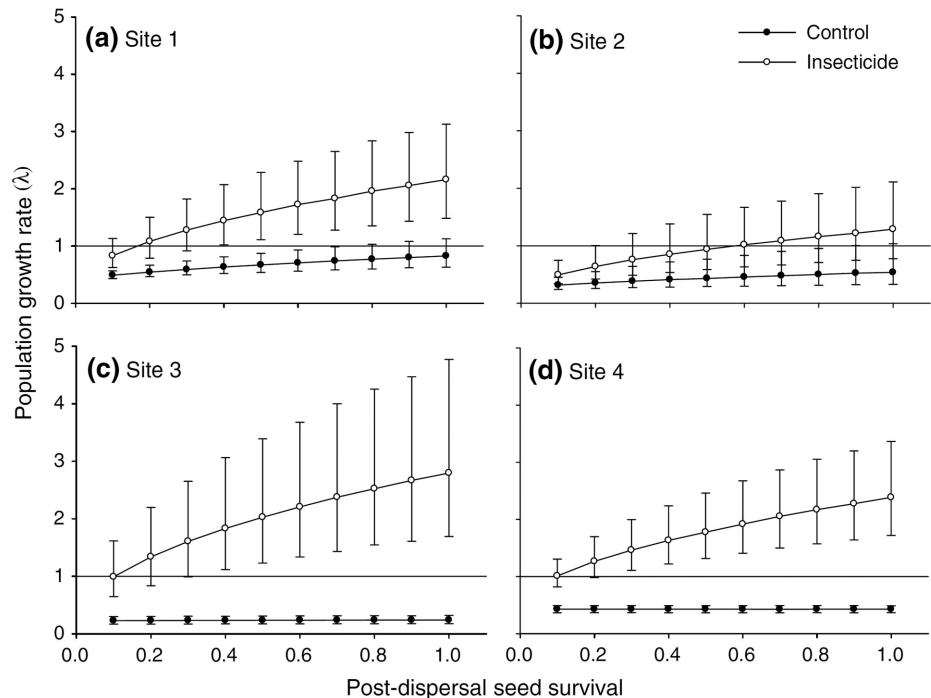 5
4
3
2
1
0
(a) Site 1
(b) Site 2
Control
Insecticide
Population growth rate (λ)
5
4
3
2
1
0
(c) Site 3
(d) Site 4
0.0 0.2 0.4 0.6 0.8 1.0
0.0 0.2 0.4 0.6 0.8 1.0
Post-dispersal seed survival